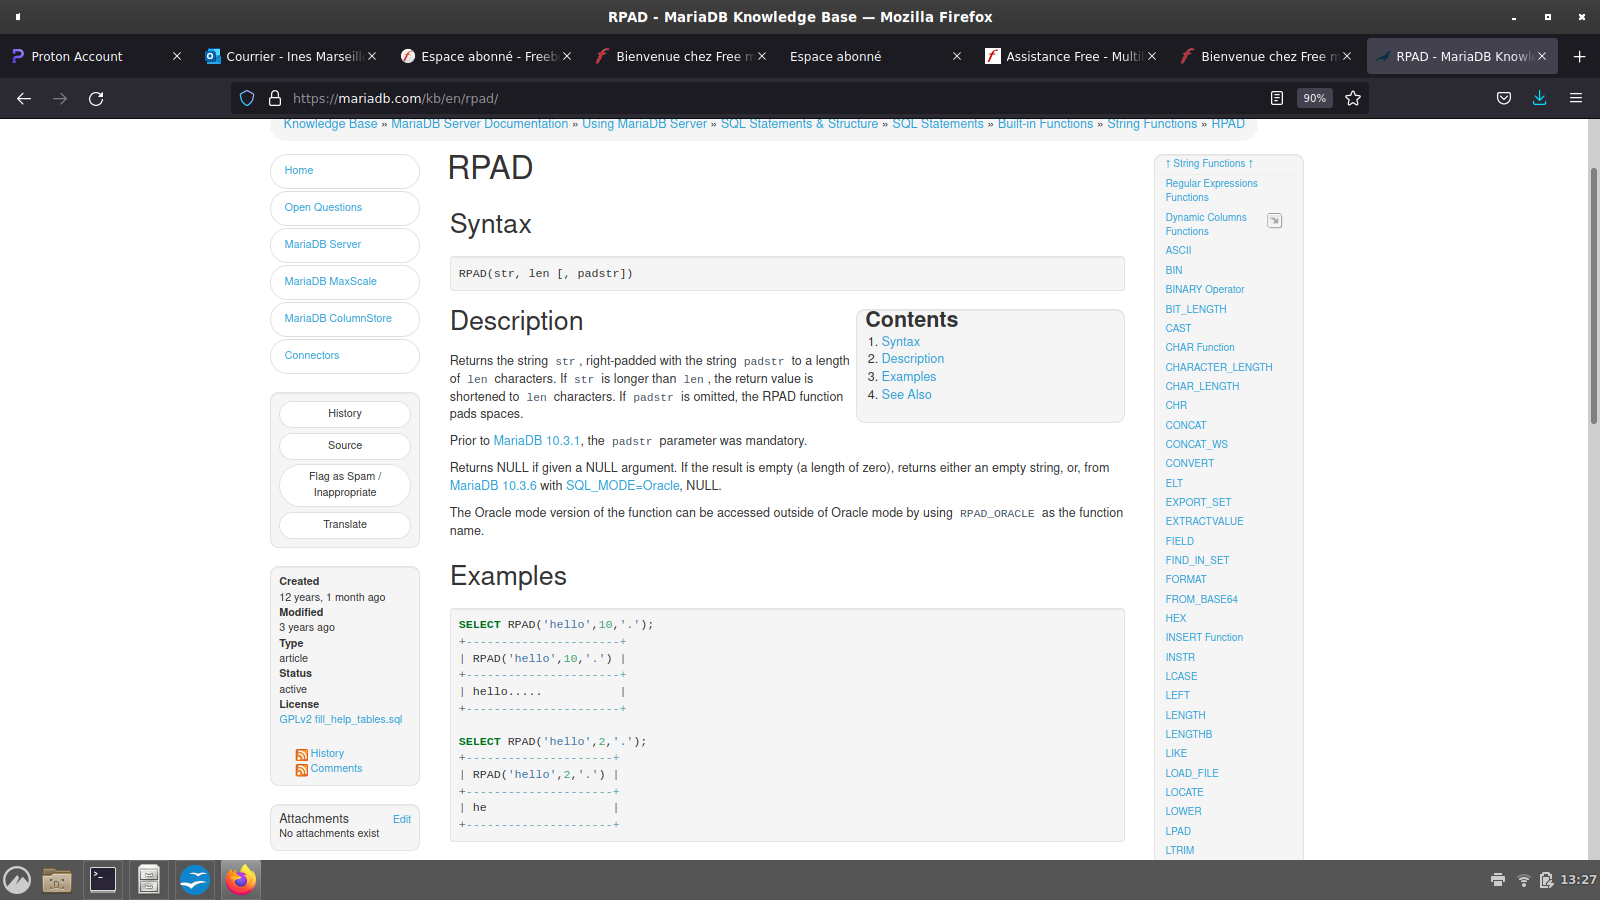 RPAD - MariaDB Knowledge Base — Mozilla Firefox
Proton Account
Courrier - Ines Marseill
Espace abonné - Freeb
Bienvenue chez Free m
Espace abonné
Assistance Free - Multi
Bienvenue chez Free m
RPAD - MariaDB Knowl
https://mariadb.com/kb/en/rpad/
90%
Knowledge Base » MariaDB Server Documentation » Using MariaDB Server » SQL Statements & Structure » SQL Statements » Built-in Functions » String Functions » RPAD
Home
Open Questions
MariaDB Server
MariaDB MaxScale
MariaDB ColumnStore
Connectors
History
Source
Flag as Spam /
Inappropriate
Translate
Created
12 years, 1 month ago
Modified
3 years ago
Type
article
Status
active
License
GPLv2 fill_help_tables.sql
History
Comments
Attachments Edit
No attachments exist
RPAD
Syntax
RPAD(str, len [, padstr])
Description
Returns the string str , right-padded with the string padstr to a length
of len characters. If str is longer than len , the return value is
shortened to len characters. If padstr is omitted, the RPAD function
pads spaces.
Contents
1. Syntax
2. Description
3. Examples
4. See Also
Prior to MariaDB 10.3.1, the padstr parameter was mandatory.
Returns NULL if given a NULL argument. If the result is empty (a length of zero), returns either an empty string, or, from
MariaDB 10.3.6 with SQL_MODE=Oracle, NULL.
The Oracle mode version of the function can be accessed outside of Oracle mode by using RPAD_ORACLE as the function
name.
Examples
SELECT RPAD('hello',10,'.');
+----------------------+
| RPAD('hello',10,'.') |
+----------------------+
| hello.....           |
+----------------------+
SELECT RPAD('hello',2,'.');
+---------------------+
| RPAD('hello',2,'.') |
+---------------------+
| he                  |
+---------------------+
↑ String Functions ↑
Regular Expressions
Functions
Dynamic Columns
Functions
ASCII
BIN
BINARY Operator
BIT_LENGTH
CAST
CHAR Function
CHARACTER_LENGTH
CHAR_LENGTH
CHR
CONCAT
CONCAT_WS
CONVERT
ELT
EXPORT_SET
EXTRACTVALUE
FIELD
FIND_IN_SET
FORMAT
FROM_BASE64
HEX
INSERT Function
INSTR
LCASE
LEFT
LENGTH
LENGTHB
LIKE
LOAD_FILE
LOCATE
LOWER
LPAD
LTRIM
13:27